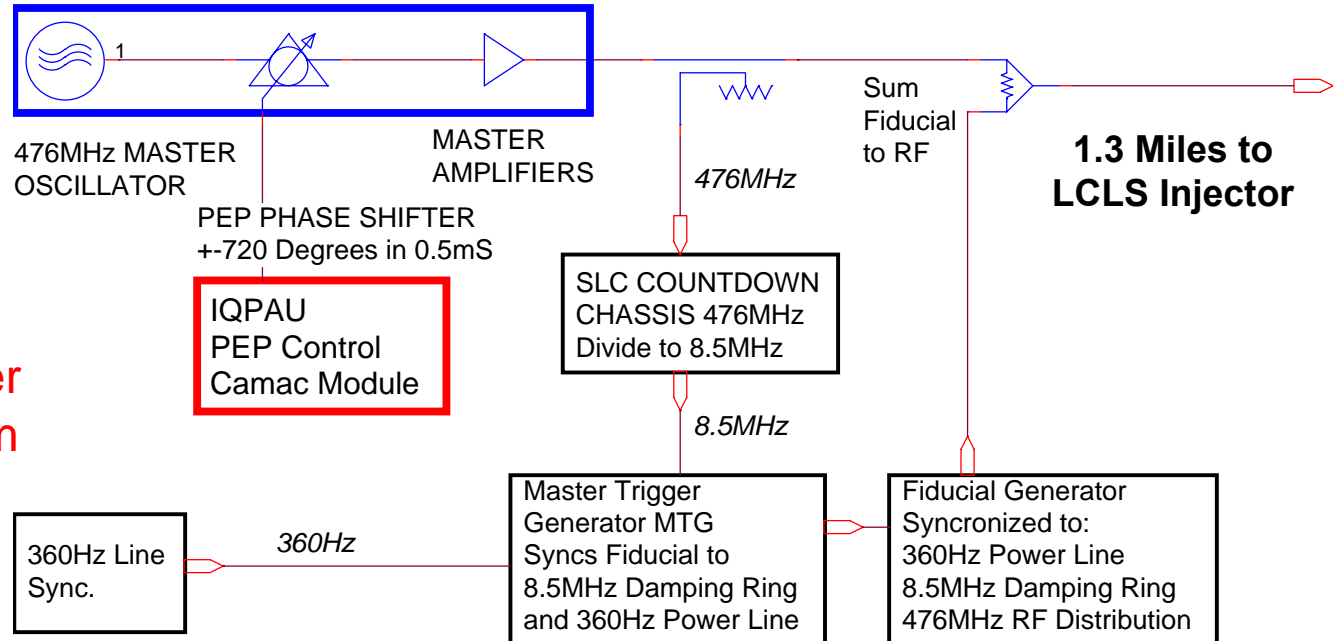 1
476MHz MASTER
OSCILLATOR
MASTER
AMPLIFIERS
PEP PHASE SHIFTER
+-720 Degrees in 0.5mS
IQPAU
PEP Control
Camac Module
476MHz
Sum
Fiducial
to RF
1.3 Miles to
LCLS Injector
SLC COUNTDOWN
CHASSIS 476MHz
Divide to 8.5MHz
8.5MHz
360Hz Line
Sync.
360Hz
Master Trigger
Generator MTG
Syncs Fiducial to
8.5MHz Damping Ring
and 360Hz Power Line
Fiducial Generator
Syncronized to:
360Hz Power Line
8.5MHz Damping Ring
476MHz RF Distribution